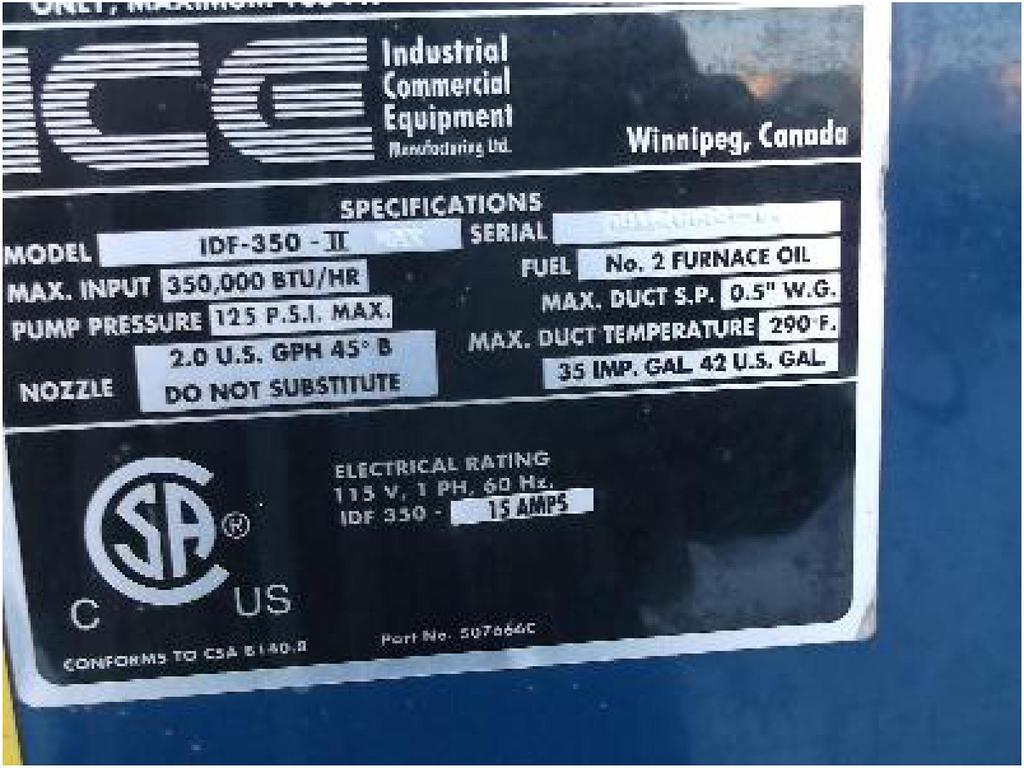 ICE
Industrial
Commercial
Equipment
Manufacturing Ltd.
Winnipeg, Canada
SPECIFICATIONS
MODEL IDF-350 - II SERIAL
MAX. INPUT 350,000 BTU/HR FUEL No. 2 FURNACE OIL
PUMP PRESSURE 125 P.S.I. MAX. MAX. DUCT S.P. 0.5" W.G.
NOZZLE 2.0 U.S. GPH 45° B MAX. DUCT TEMPERATURE 290°F.
DO NOT SUBSTITUTE 35 IMP. GAL. 42 U.S. GAL.
ELECTRICAL RATING
115 V, 1 PH, 60 Hz.
IDF 350 - 15 AMPS
CSA ®
C US
CONFORMS TO CSA B140.8 Part No. 507664C